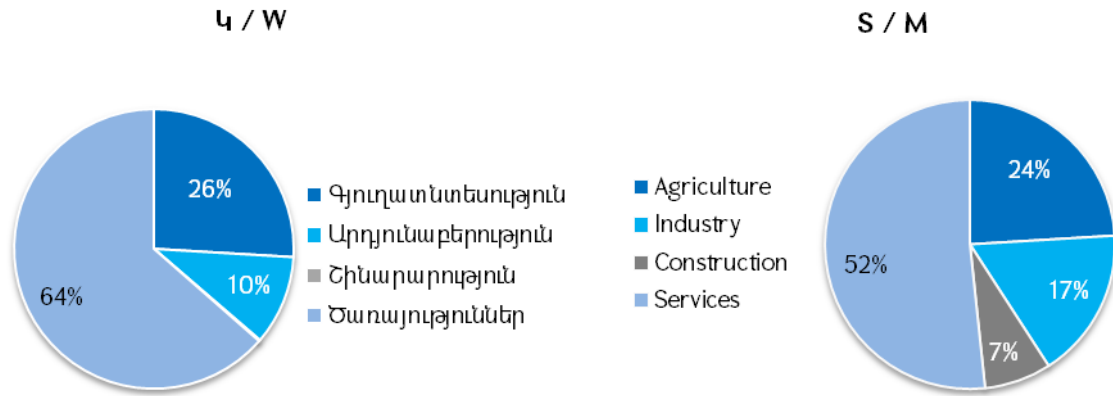 Կ / W
26%
10%
64%
Գյուղատնտեսություն
Արդյունաբերություն
Շինարարություն
Ծառայություններ
Տ / M
Agriculture
Industry
Construction
Services
24%
17%
7%
52%